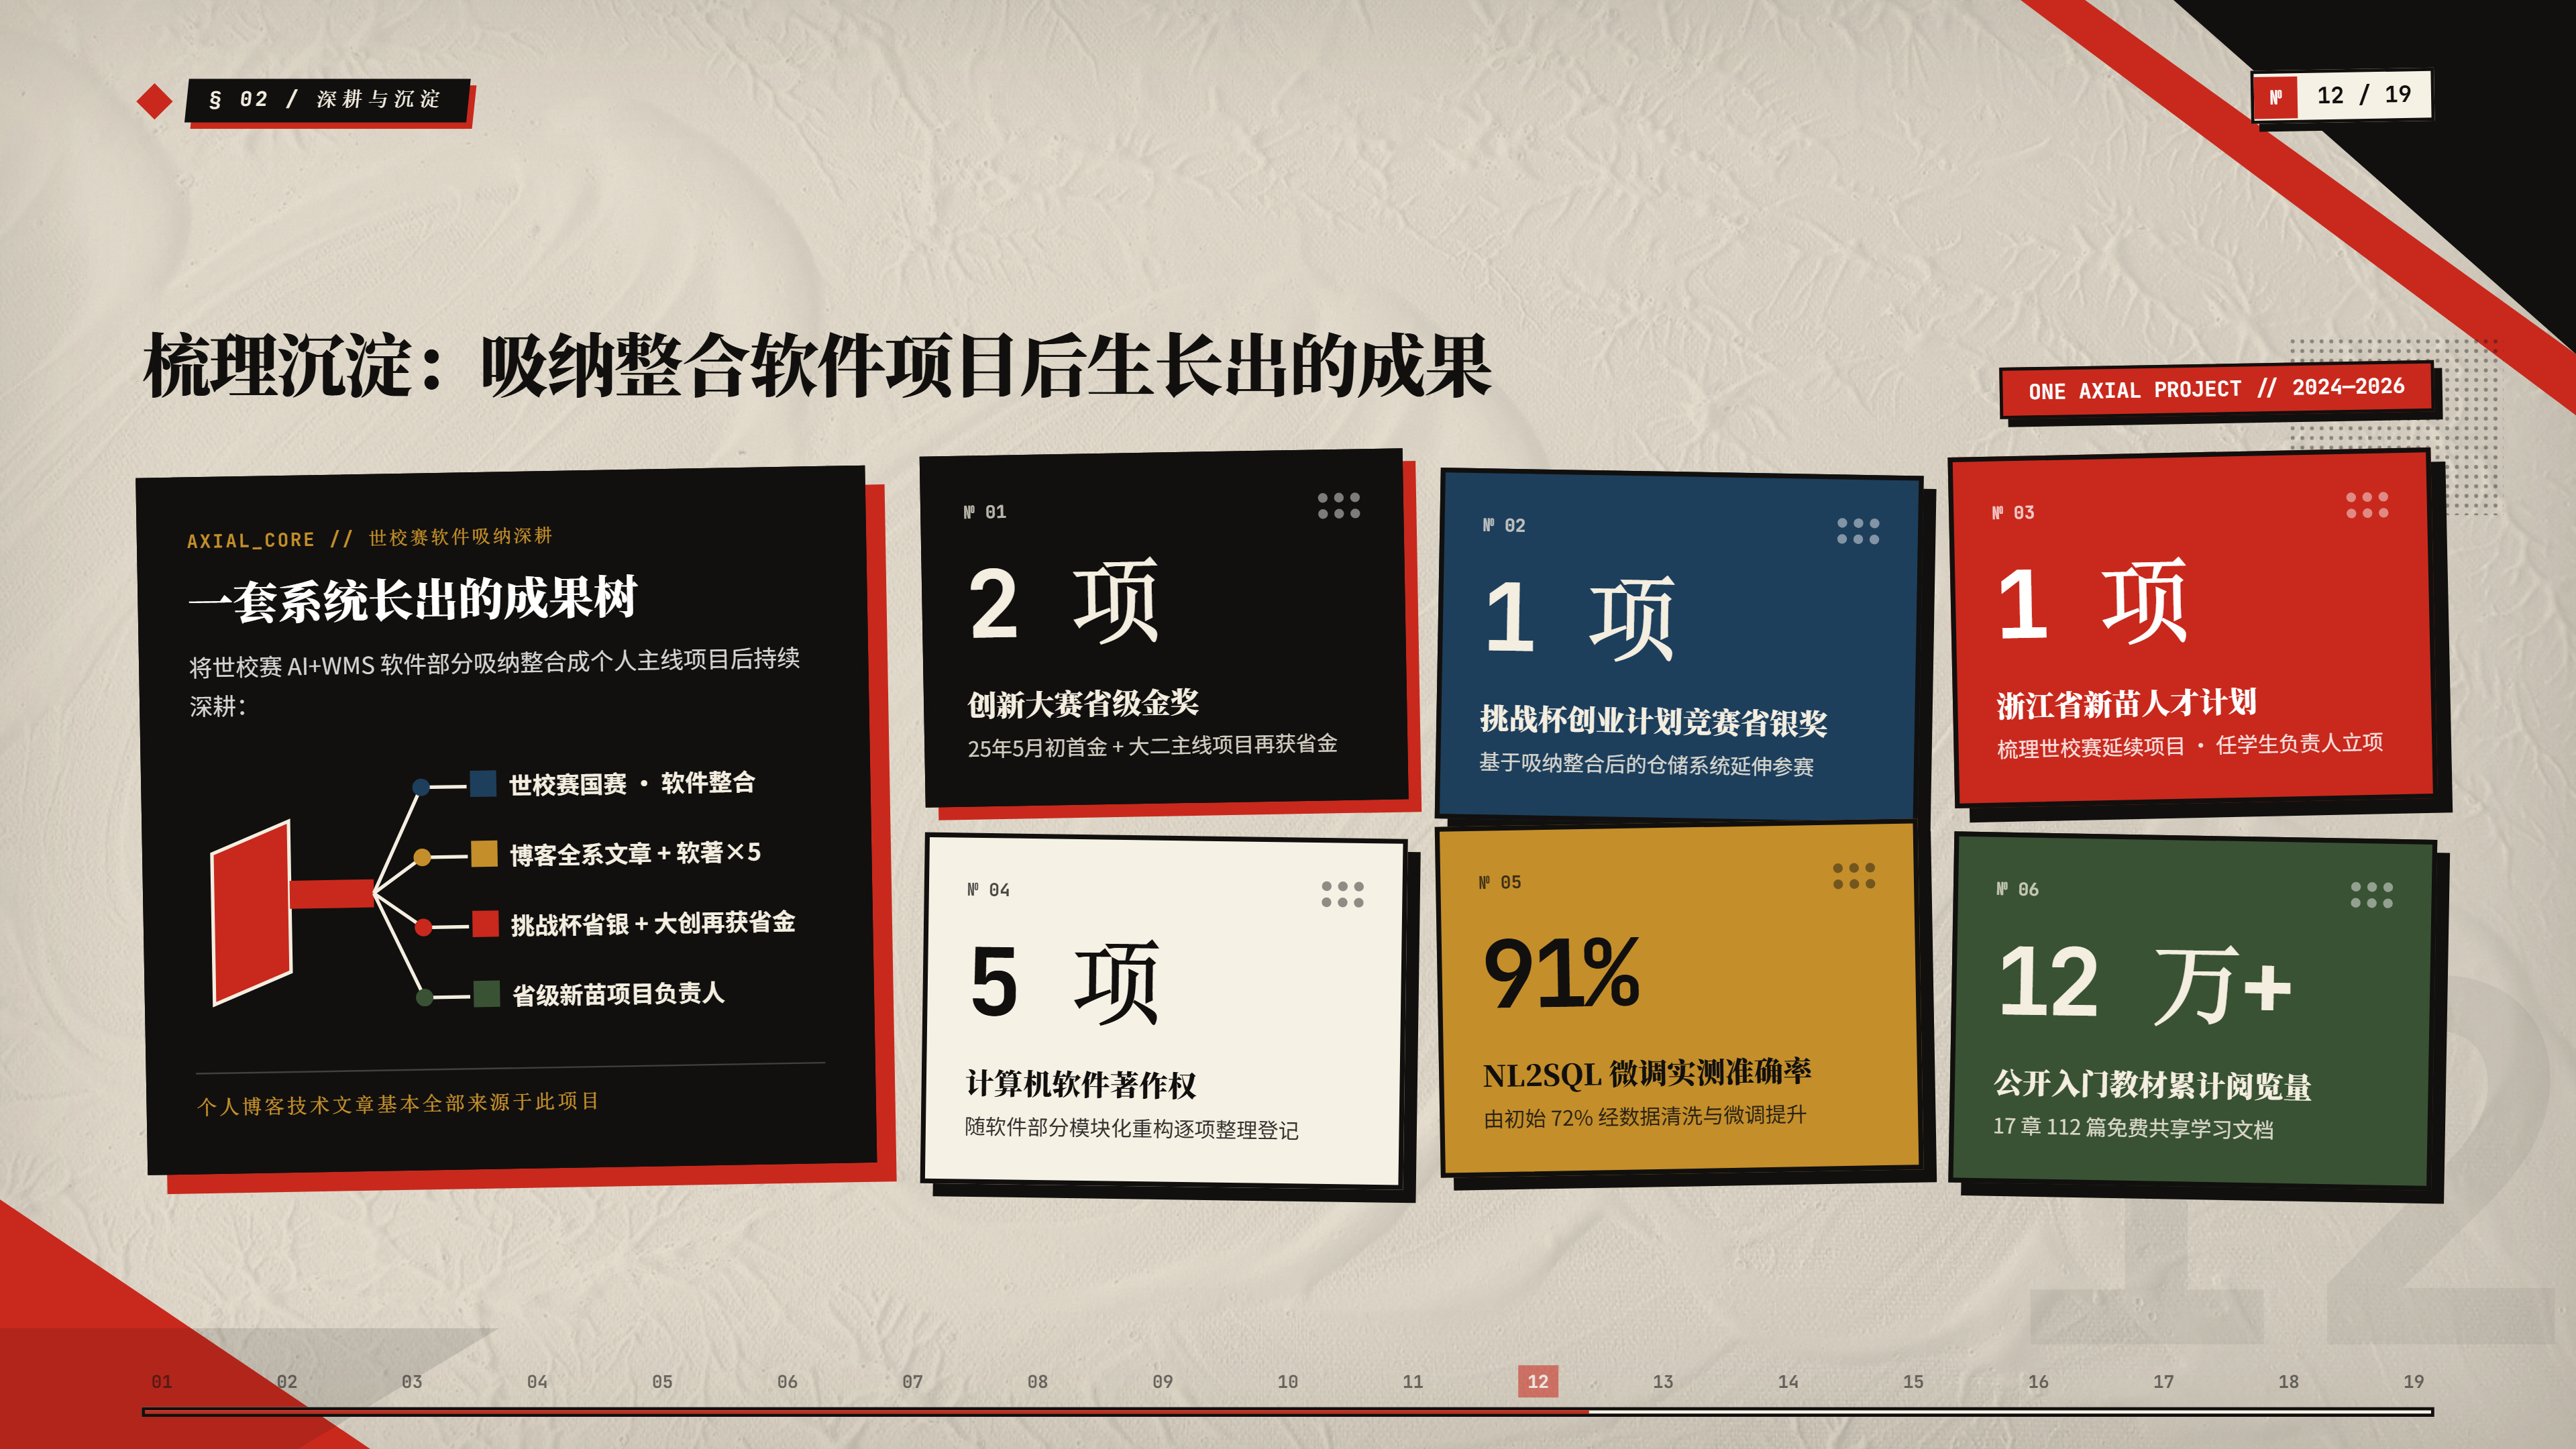 § 02 / 深耕与沉淀
№ 12 / 19
梳理沉淀：吸纳整合软件项目后生长出的成果
ONE AXIAL PROJECT // 2024—2026
AXIAL_CORE // 世校赛软件吸纳深耕
一套系统长出的成果树
将世校赛 AI+WMS 软件部分吸纳整合成个人主线项目后持续
深耕：
世校赛国赛 · 软件整合
博客全系文章 + 软著×5
挑战杯省银 + 大创再获省金
省级新苗项目负责人
个人博客技术文章基本全部来源于此项目
№ 01
2 项
创新大赛省级金奖
25年5月初首金 + 大二主线项目再获省金
№ 02
1 项
挑战杯创业计划竞赛省银奖
基于吸纳整合后的仓储系统延伸参赛
№ 03
1 项
浙江省新苗人才计划
梳理世校赛延续项目 · 任学生负责人立项
№ 04
5 项
计算机软件著作权
随软件部分模块化重构逐项整理登记
№ 05
91%
NL2SQL 微调实测准确率
由初始 72% 经数据清洗与微调提升
№ 06
12 万+
公开入门教材累计阅览量
17 章 112 篇免费共享学习文档
12
01 02 03 04 05 06 07 08 09 10 11 12 13 14 15 16 17 18 19